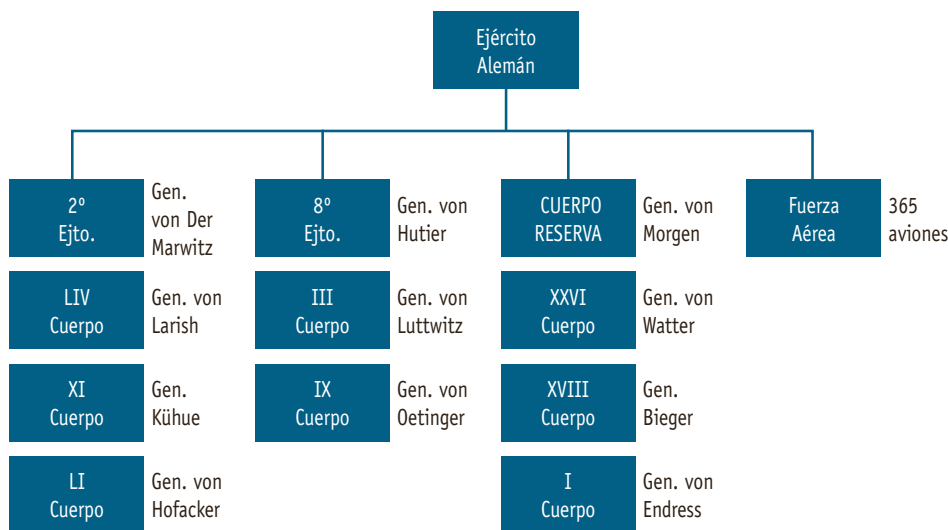 Ejército
Alemán
2º
Ejto.
Gen.
von Der
Marwitz
8º
Ejto.
Gen. von
Hutier
CUERPO
RESERVA
Gen. von
Morgen
Fuerza
Aérea
365
aviones
LIV
Cuerpo
Gen. von
Larish
III
Cuerpo
Gen. von
Luttwitz
XXVI
Cuerpo
Gen. von
Watter
XI
Cuerpo
Gen.
Kühue
IX
Cuerpo
Gen. von
Oetinger
XVIII
Cuerpo
Gen.
Bieger
LI
Cuerpo
Gen. von
Hofacker
I
Cuerpo
Gen. von
Endress